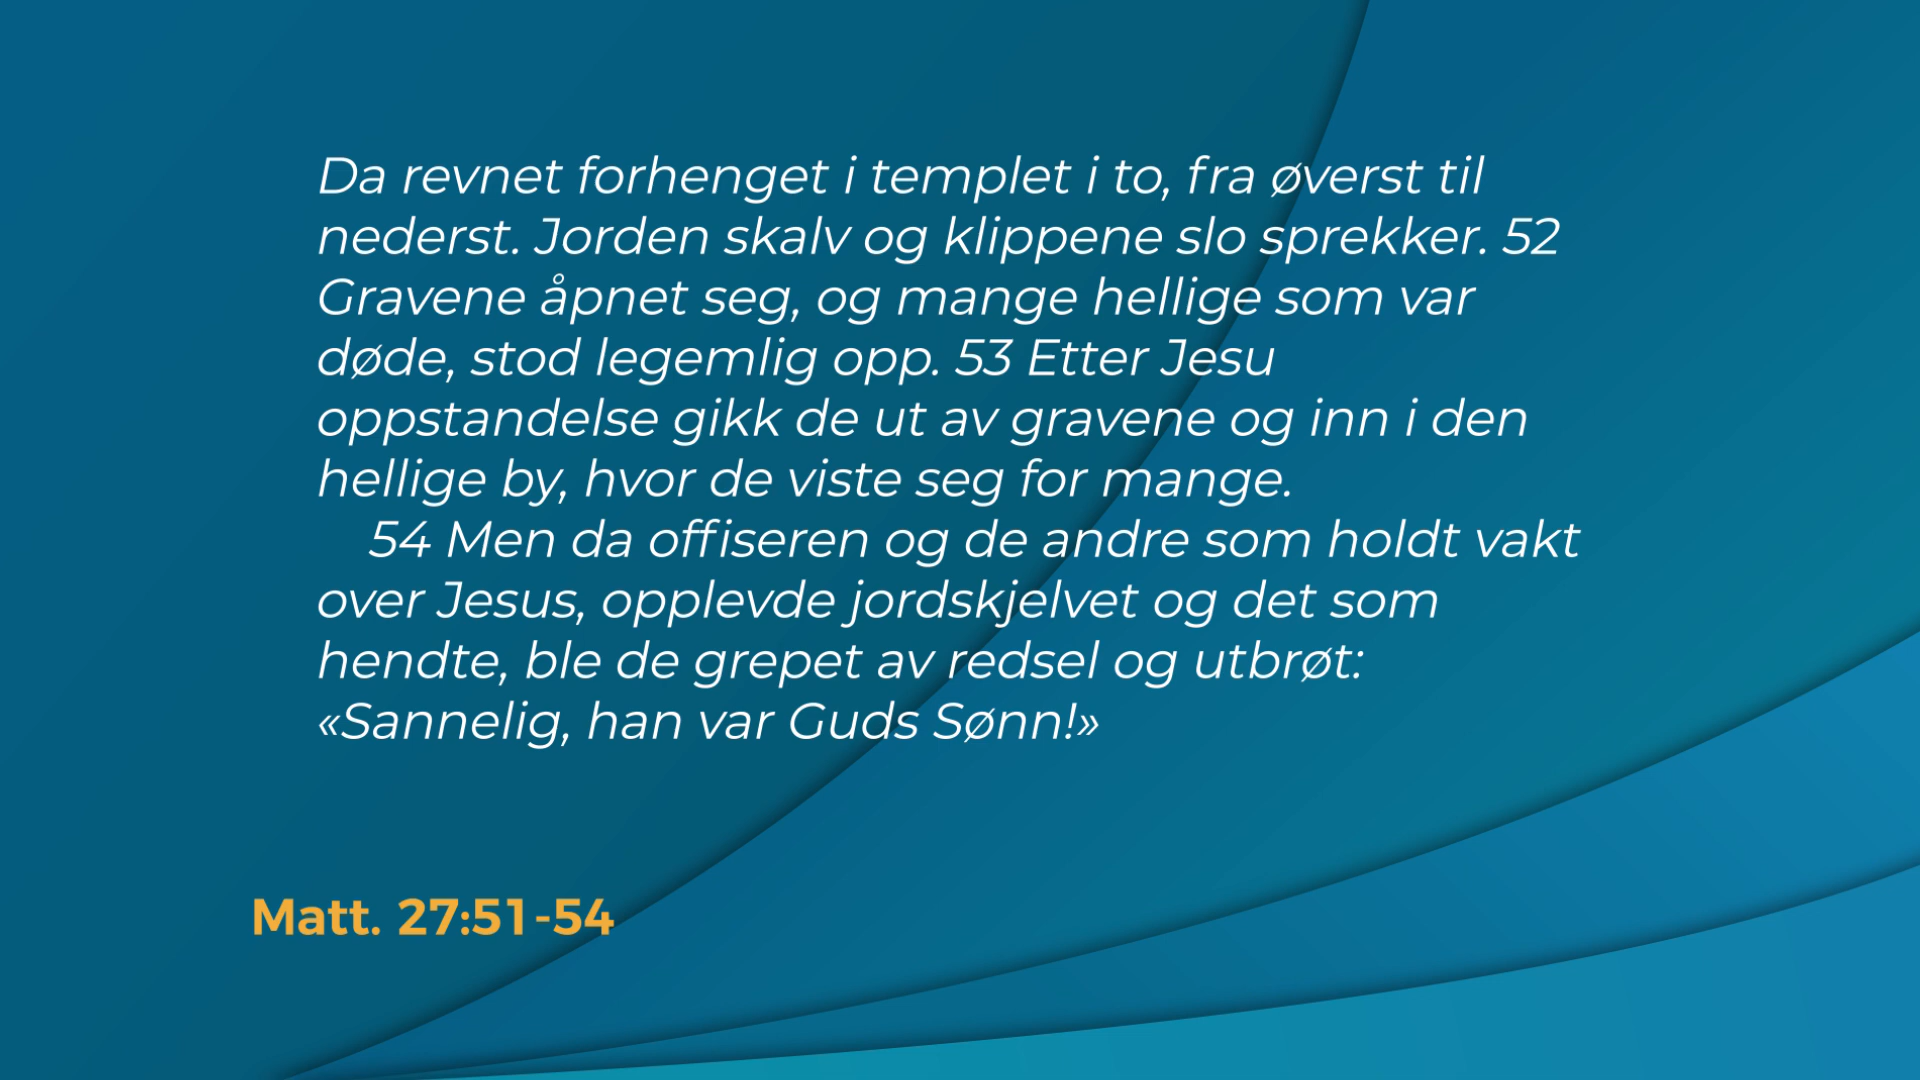 Da revnet forhenget i templet i to, fra øverst til
nederst. Jorden skalv og klippene slo sprekker. 52
Gravene åpnet seg, og mange hellige som var
døde, stod legemlig opp. 53 Etter Jesu
oppstandelse gikk de ut av gravene og inn i den
hellige by, hvor de viste seg for mange.
54 Men da offiseren og de andre som holdt vakt
over Jesus, opplevde jordskjelvet og det som
hendte, ble de grepet av redsel og utbrøt:
«Sannelig, han var Guds Sønn!»
Matt. 27:51-54